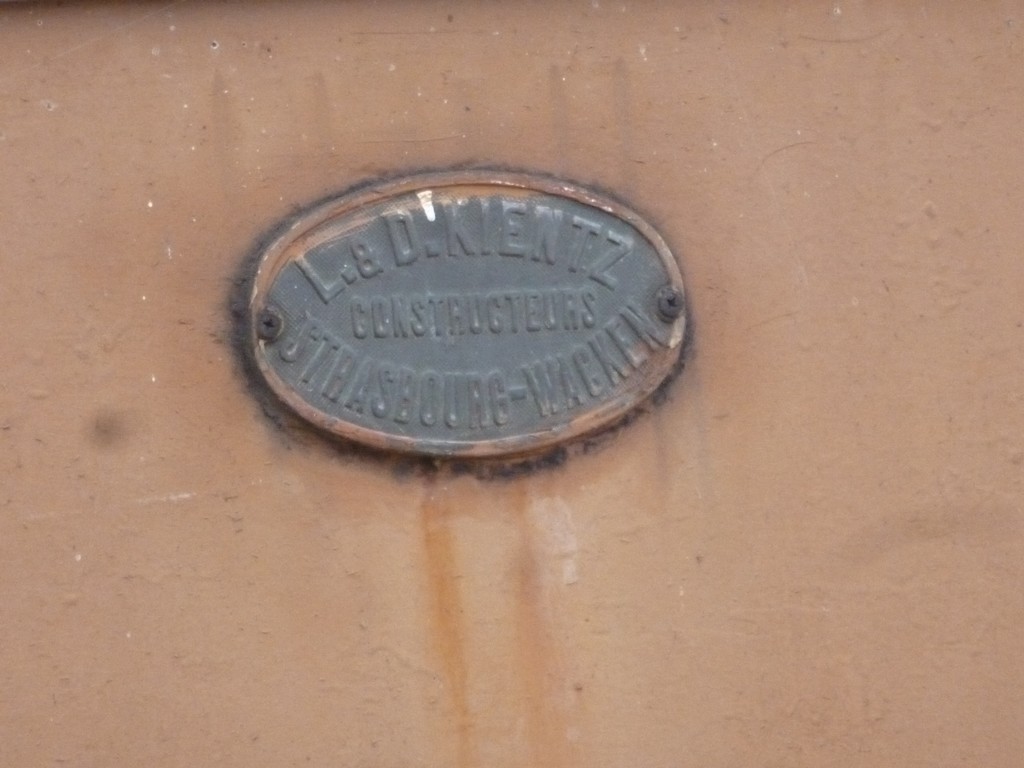 L. & D. KIENTZ
CONSTRUCTEURS
STRASBOURG-WACKEN